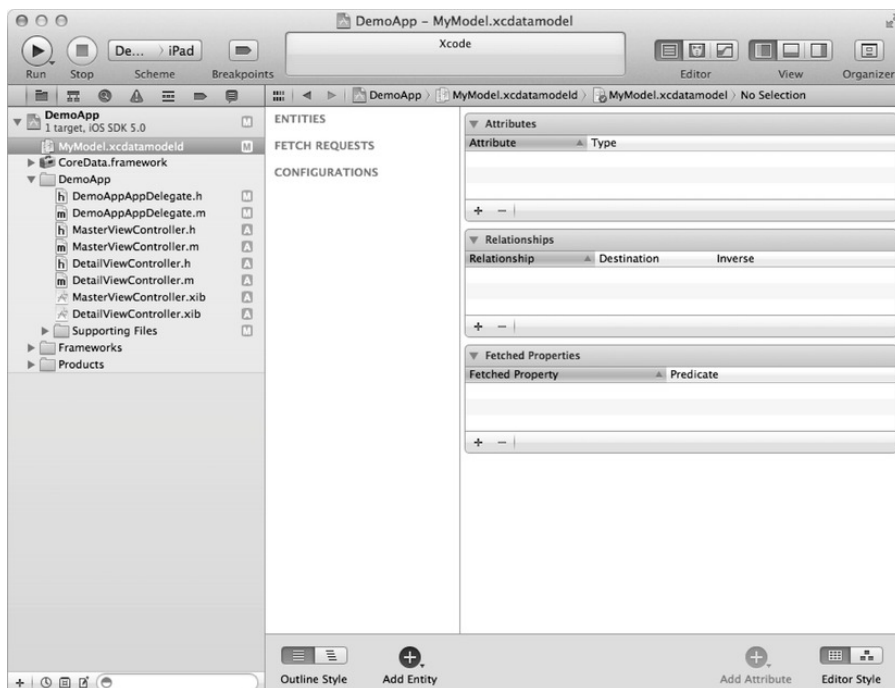 DemoApp – MyModel.xcdatamodel
De... › iPad
Xcode
Run Stop Scheme Breakpoints Editor View Organizer
DemoApp › MyModel.xcdatamodeld › MyModel.xcdatamodel › No Selection
DemoApp M
1 target, iOS SDK 5.0
MyModel.xcdatamodeld M
CoreData.framework
DemoApp
h DemoAppAppDelegate.h M
m DemoAppAppDelegate.m M
h MasterViewController.h A
m MasterViewController.m A
h DetailViewController.h A
m DetailViewController.m A
MasterViewController.xib A
DetailViewController.xib A
Supporting Files M
Frameworks
Products
ENTITIES
FETCH REQUESTS
CONFIGURATIONS
Attributes
Attribute Type
Relationships
Relationship Destination Inverse
Fetched Properties
Fetched Property Predicate
Outline Style Add Entity Add Attribute Editor Style